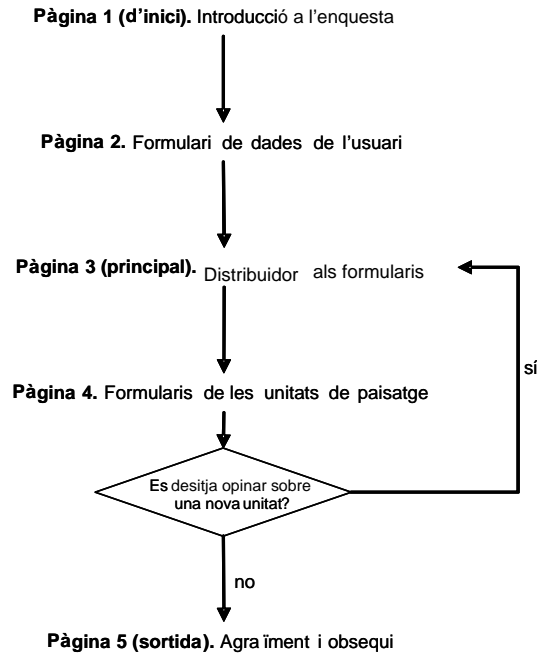 Pàgina 1 (d’inici). Introducció a l’enquesta
Pàgina 2. Formulari de dades de l’usuari
Pàgina 3 (principal). Distribuidor als formularis
sí
Pàgina 4. Formularis de les unitats de paisatge
Es desitja opinar sobre
una nova unitat?
no
Pàgina 5 (sortida). Agraïment i obsequi